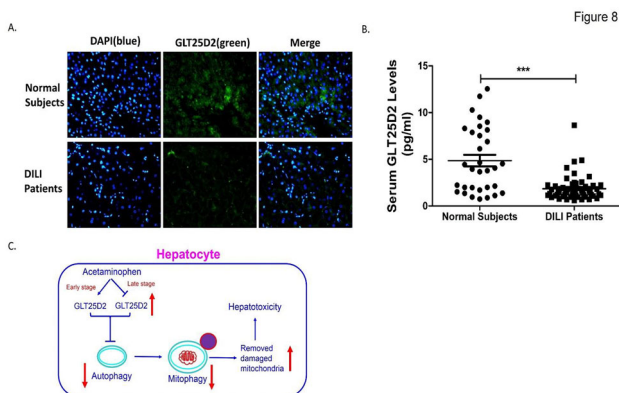 Figure 8
A.
DAPI(blue) GLT25D2(green) Merge
Normal
Subjects
DILI
Patients
B.
Serum GLT25D2 Levels
(pg/ml)
15
10
5
0
***
Normal Subjects DILI Patients
C.
Hepatocyte
Acetaminophen
Early stage Late stage
GLT25D2 GLT25D2
Autophagy
Mitophagy
Removed
damaged
mitochondria
Hepatotoxicity